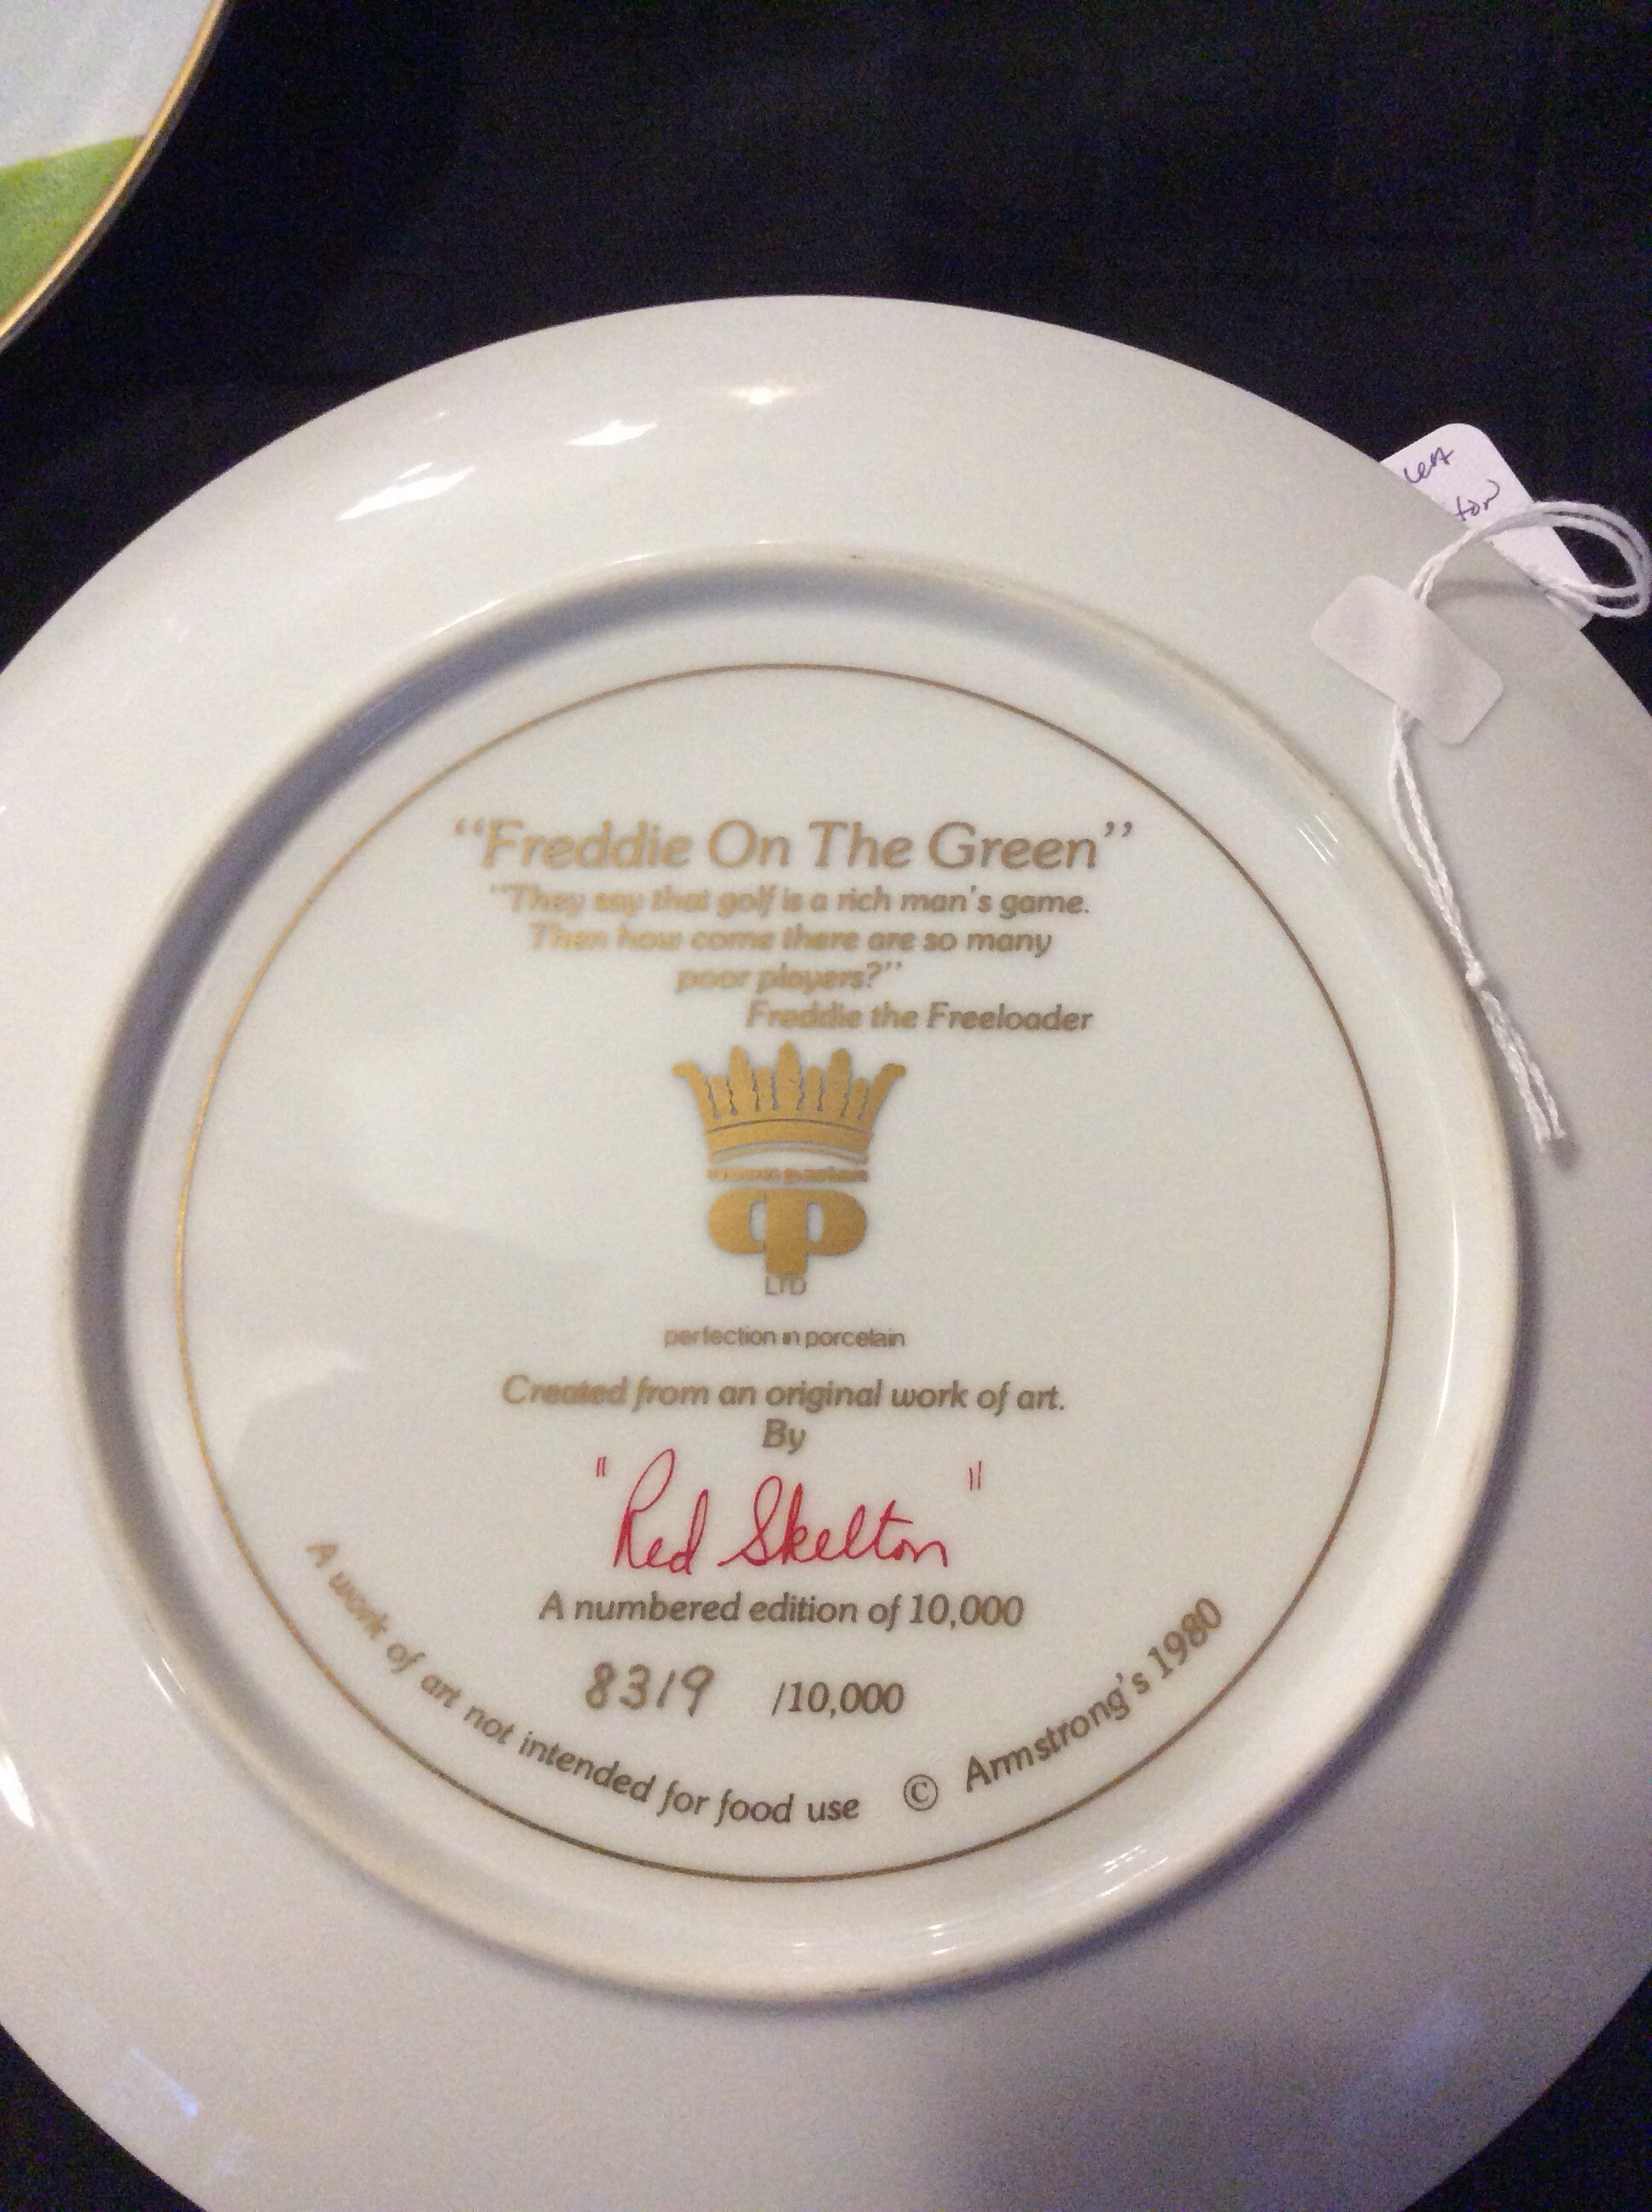 "Freddie On The Green"
"They say that golf is a rich man's game.
Then how come there are so many
poor players?"
Freddie the Freeloader
LTD
perfection in porcelain
Created from an original work of art.
By
"Red Skelton"
A numbered edition of 10,000
8319 /10,000
A work of art not intended for food use © Armstrong's 1980